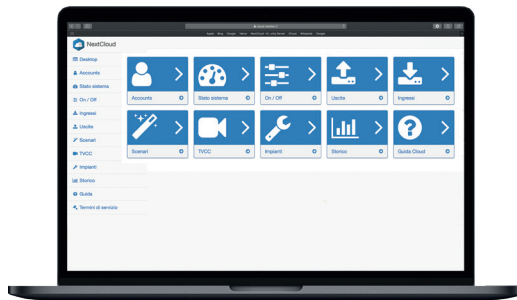 NextCloud
Desktop
Accounts
Stato sistema
On / Off
Ingressi
Uscite
Scenari
TVCC
Impianti
Storico
Guida
Termini di servizio
Accounts
Stato sistema
On / Off
Uscite
Ingressi
Scenari
TVCC
Impianti
Storico
Guida Cloud